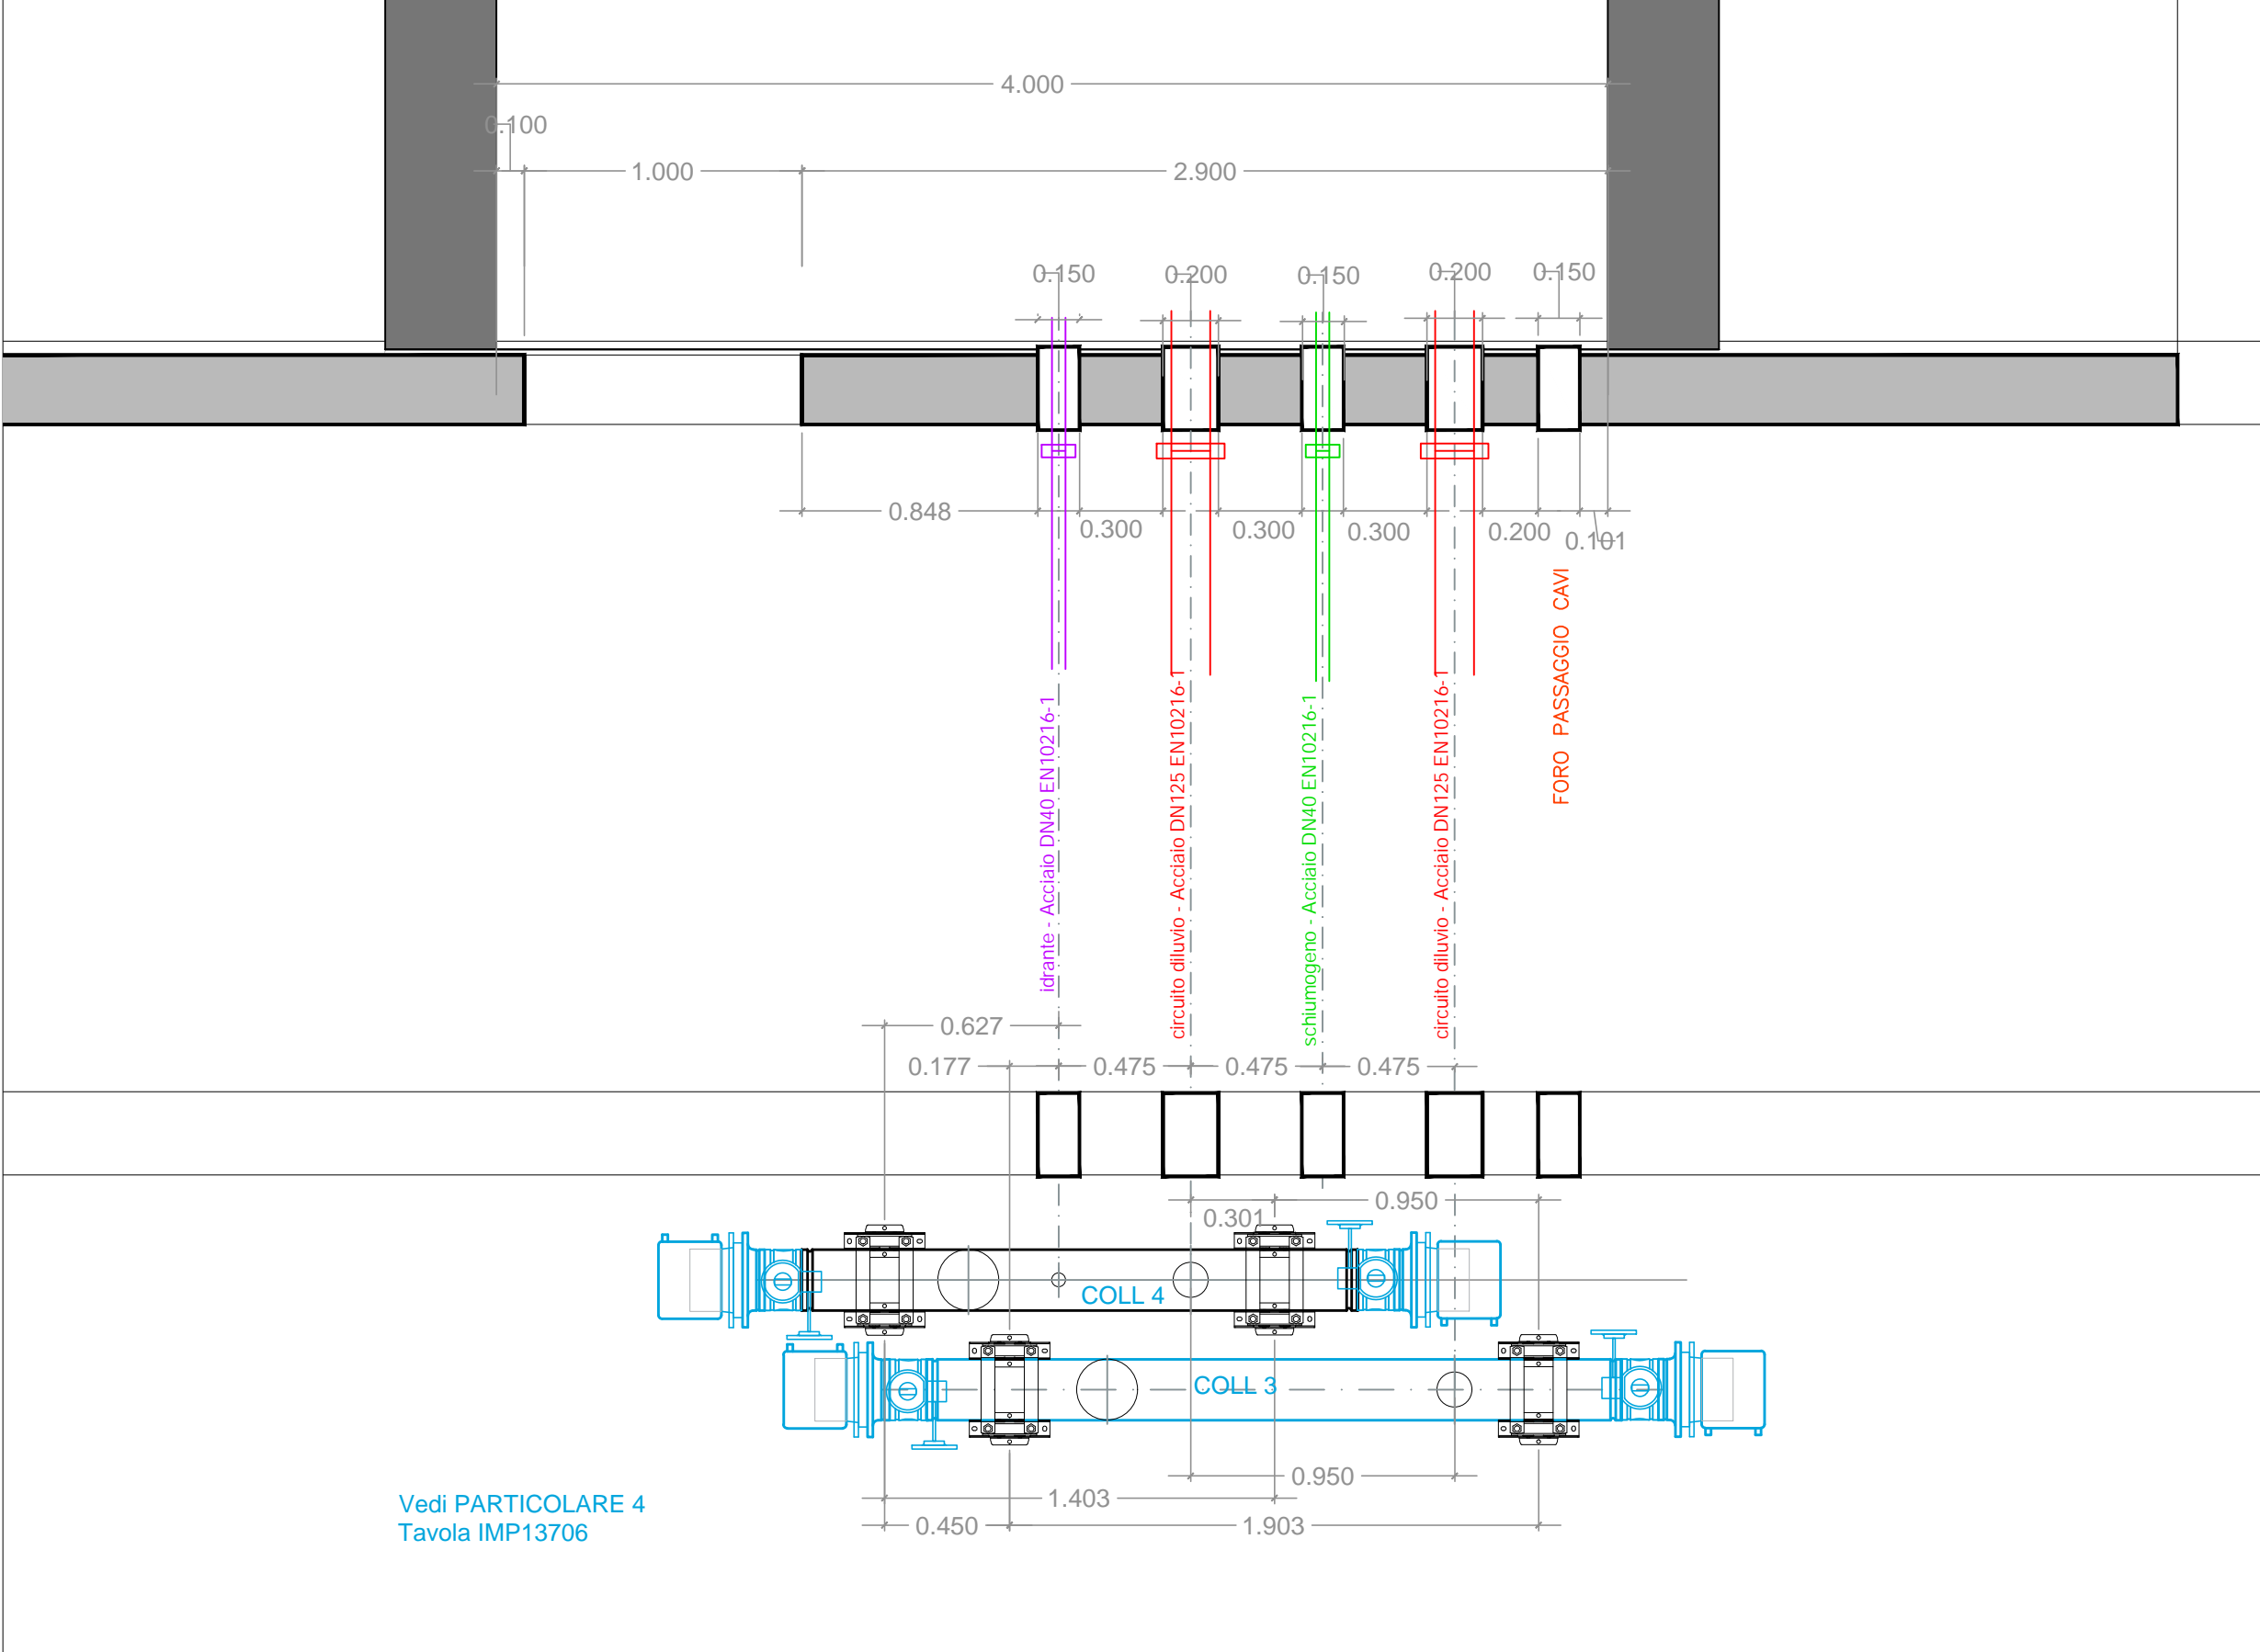 4.000
0.100
1.000
2.900
0.150
0.200
0.150
0.200
0.150
0.848
0.300
0.300
0.300
0.200
0.101
FORO PASSAGGIO CAVI
idrante - Acciaio DN40 EN10216-1
circuito diluvio - Acciaio DN125 EN10216-1
schiumogeno - Acciaio DN40 EN10216-1
circuito diluvio - Acciaio DN125 EN10216-1
0.627
0.177
0.475
0.475
0.475
0.950
0.301
COLL 4
COLL 3
0.950
1.403
0.450
1.903
Vedi PARTICOLARE 4
Tavola IMP13706